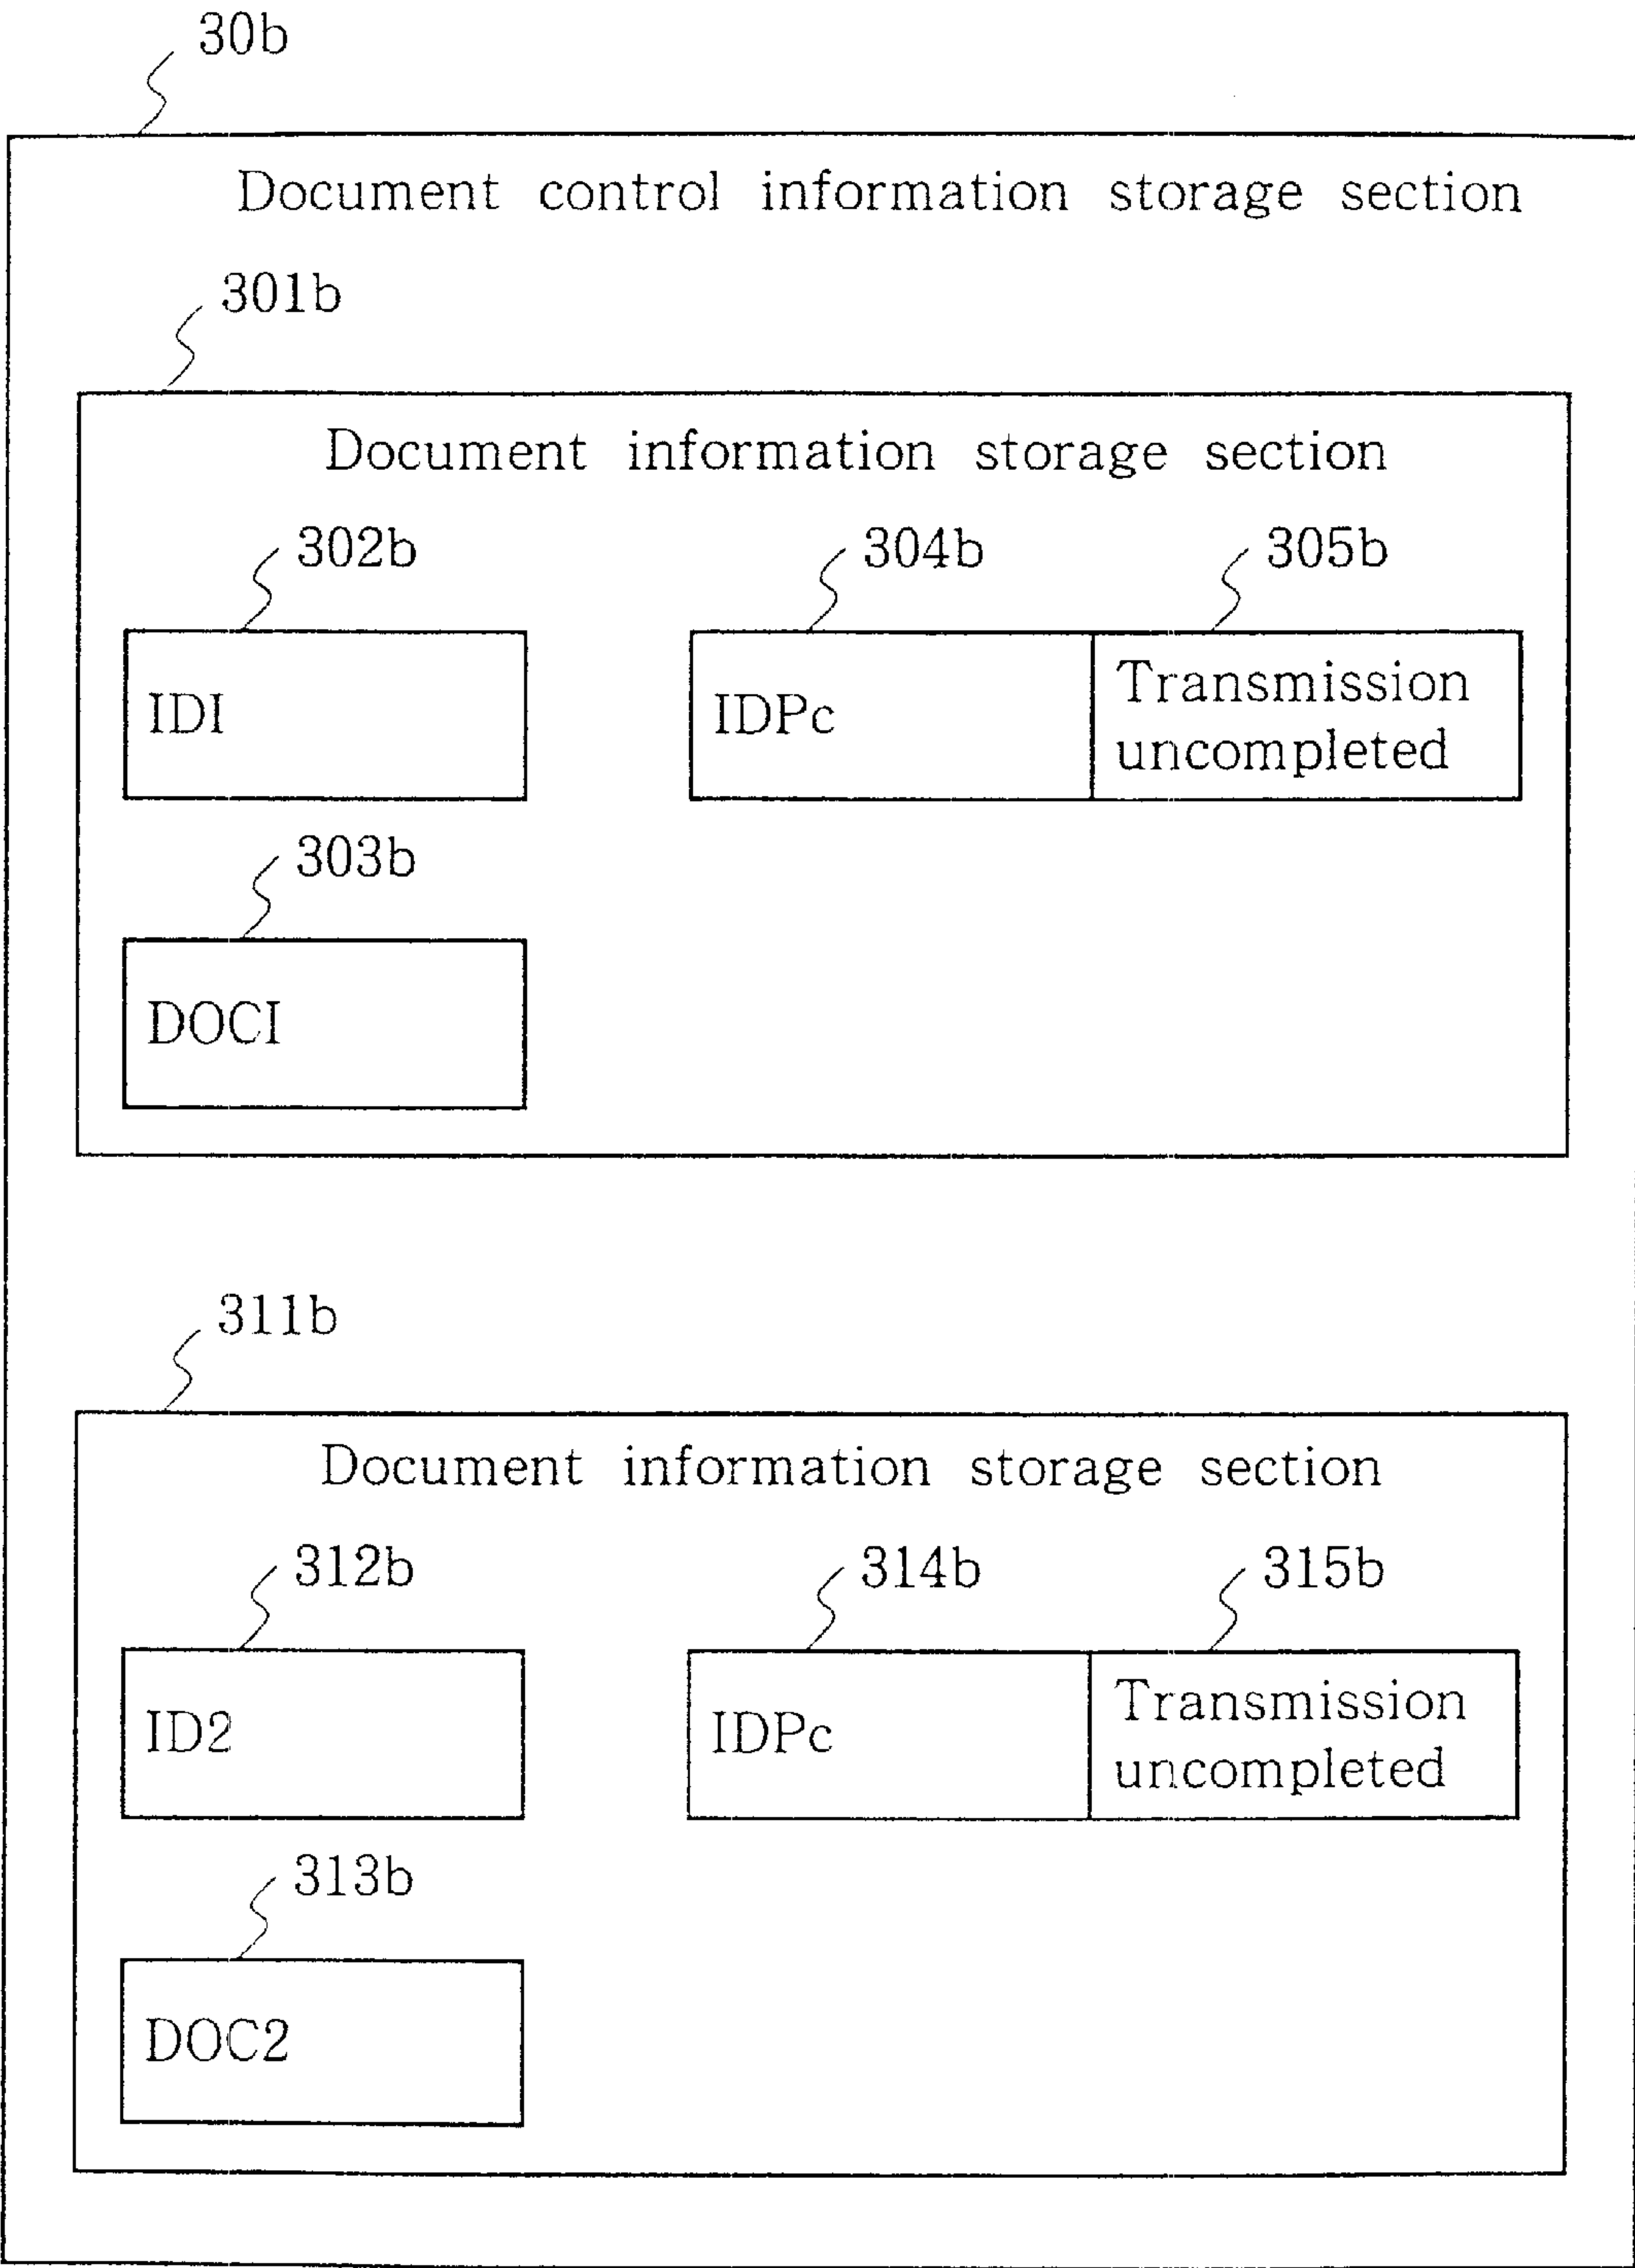 30b
Document control information storage section
301b
Document information storage section
302b 304b 305b
IDI IDPc Transmission
uncompleted
303b
DOCI
311b
Document information storage section
312b 314b 315b
ID2 IDPc Transmission
uncompleted
313b
DOC2